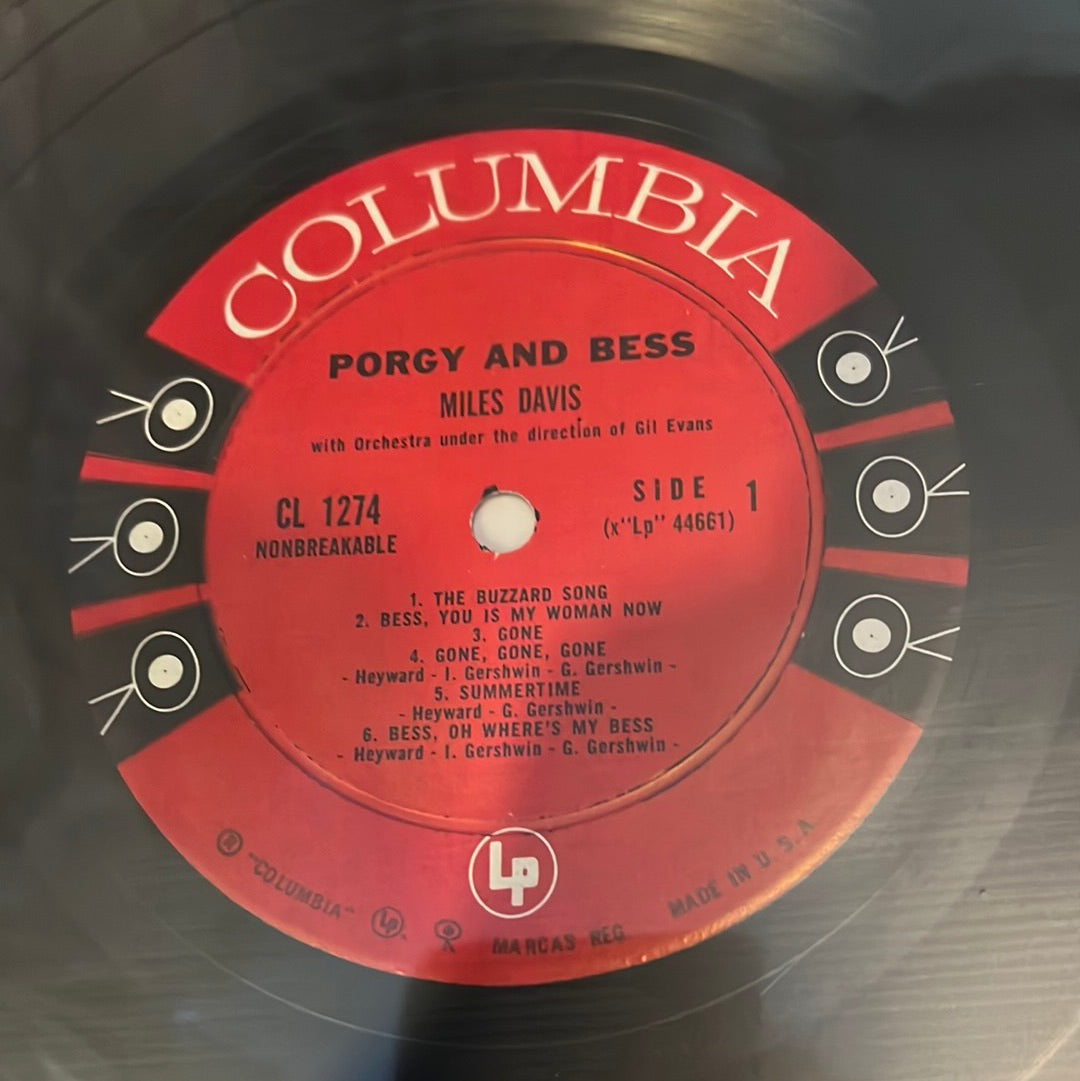 COLUMBIA
PORGY AND BESS
MILES DAVIS
with Orchestra under the direction of Gil Evans
CL 1274
NONBREAKABLE
SIDE 1
(x"Lp" 44661)
1. THE BUZZARD SONG
2. BESS, YOU IS MY WOMAN NOW
3. GONE
4. GONE, GONE, GONE
- Heyward - I. Gershwin - G. Gershwin -
5. SUMMERTIME
- Heyward - G. Gershwin -
6. BESS, OH WHERE'S MY BESS
- Heyward - I. Gershwin - G. Gershwin -
Lp
® "COLUMBIA" Lp MARCAS REG. MADE IN U.S.A.